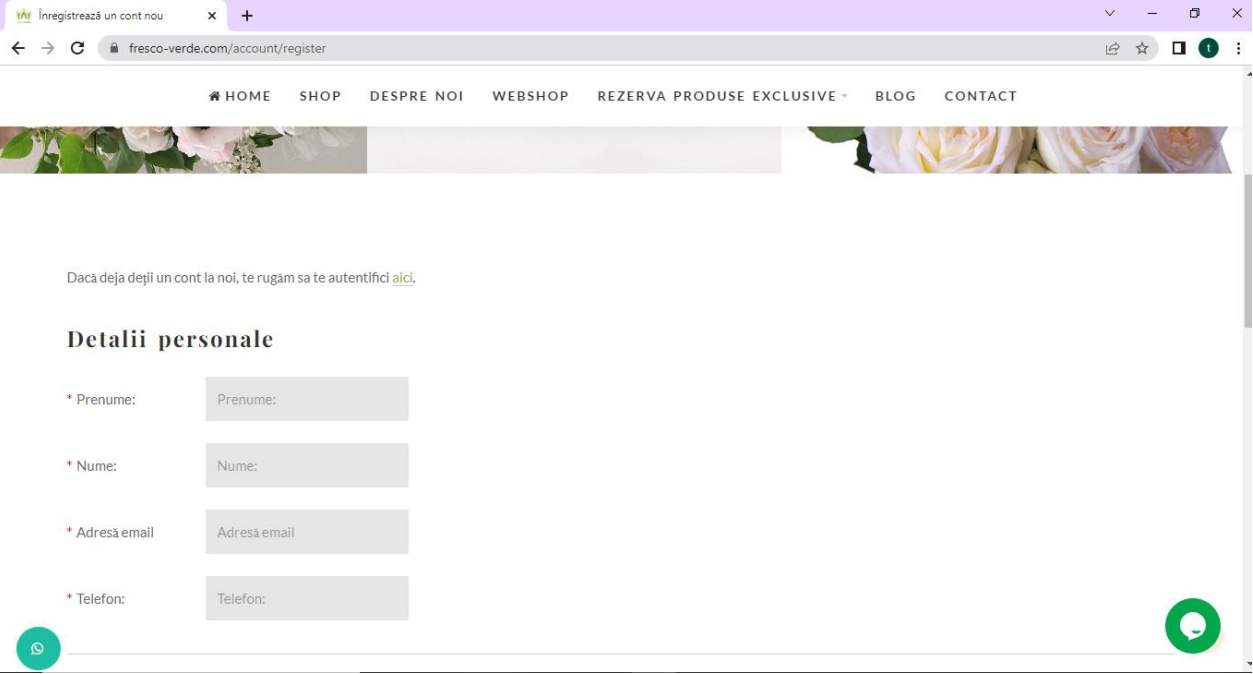 Înregistrează un cont nou
fresco-verde.com/account/register
t
HOME SHOP DESPRE NOI WEBSHOP REZERVA PRODUSE EXCLUSIVE BLOG CONTACT
Dacă deja deții un cont la noi, te rugăm sa te autentifici aici.
Detalii personale
* Prenume: Prenume:
* Nume: Nume:
* Adresă email Adresă email
* Telefon: Telefon: